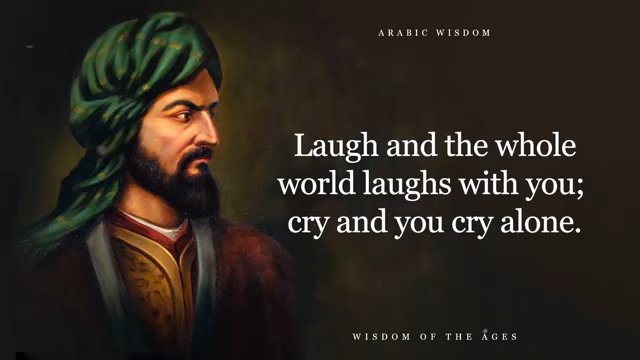 ARABIC WISDOM
Laugh and the whole
world laughs with you;
cry and you cry alone.
WISDOM OF THE AGES